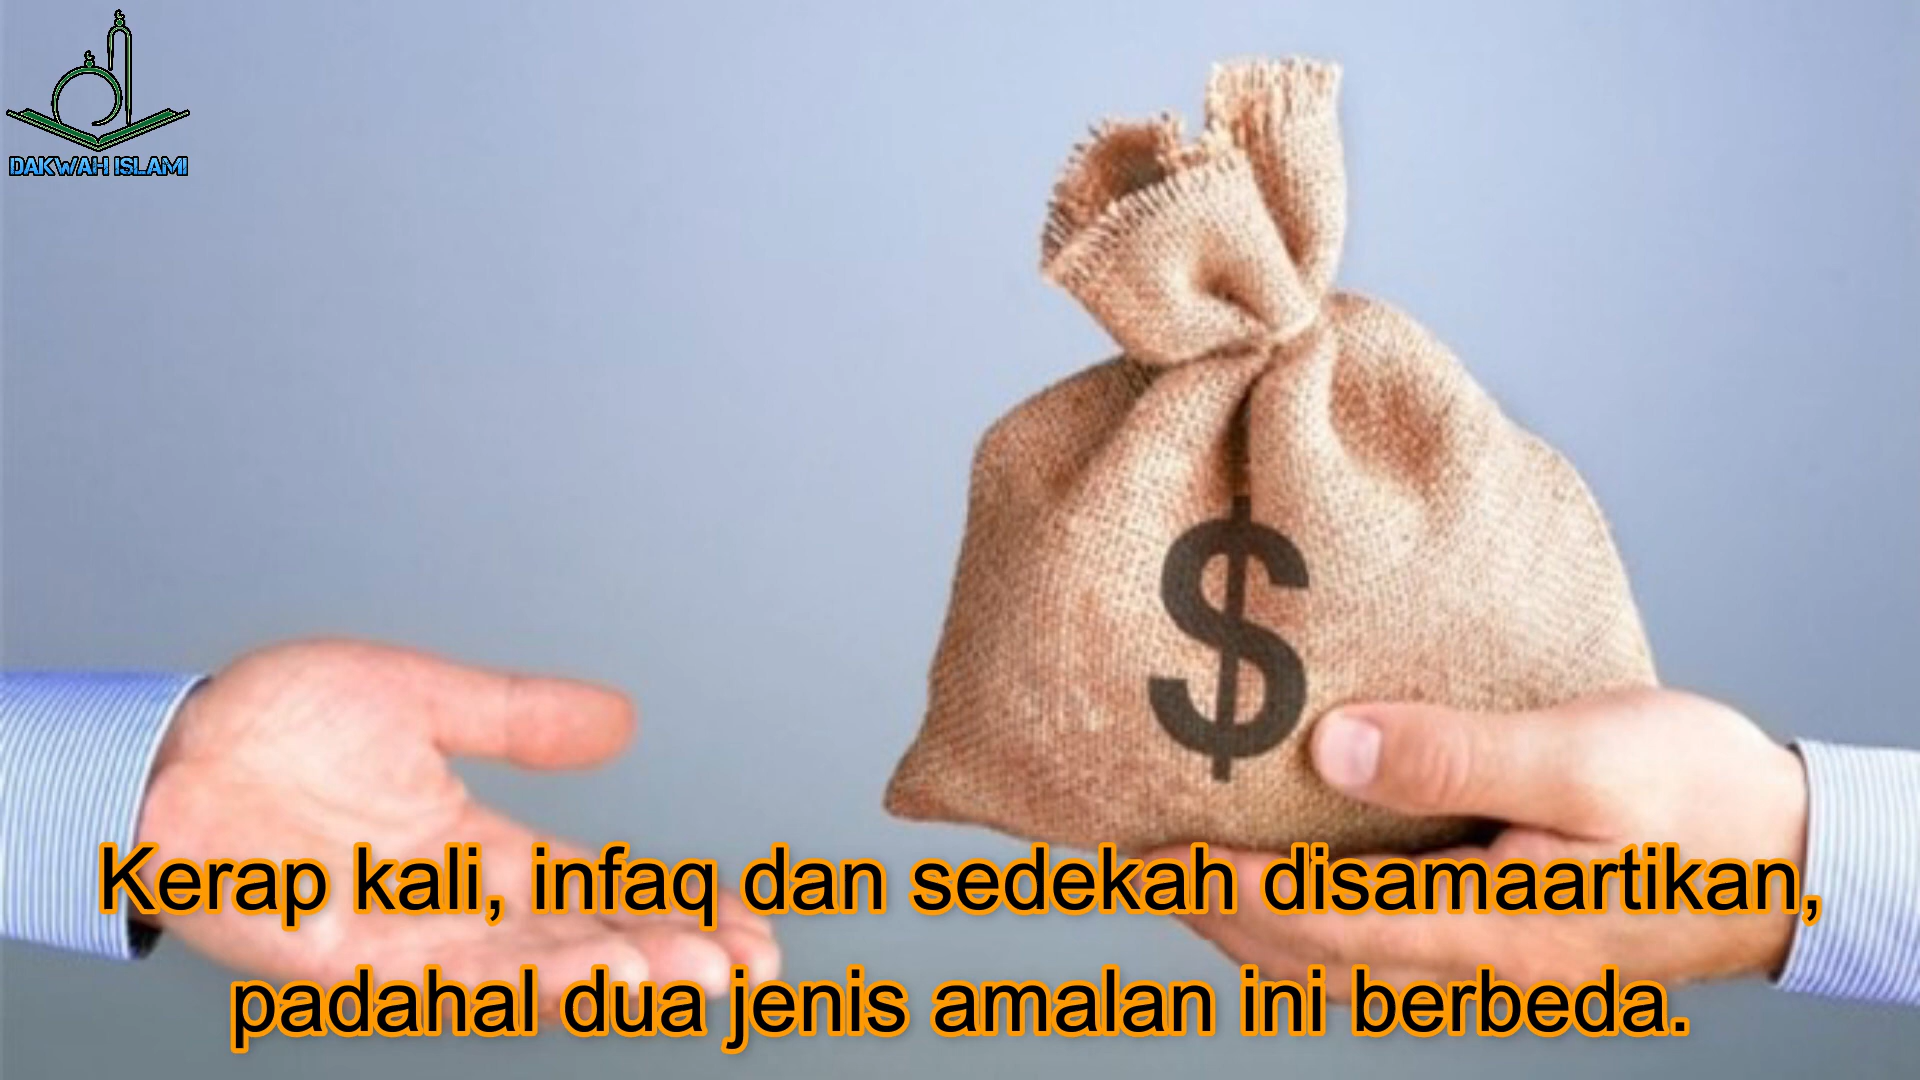 DAKWAH ISLAMI
$
Kerap kali, infaq dan sedekah disamaartikan,
padahal dua jenis amalan ini berbeda.